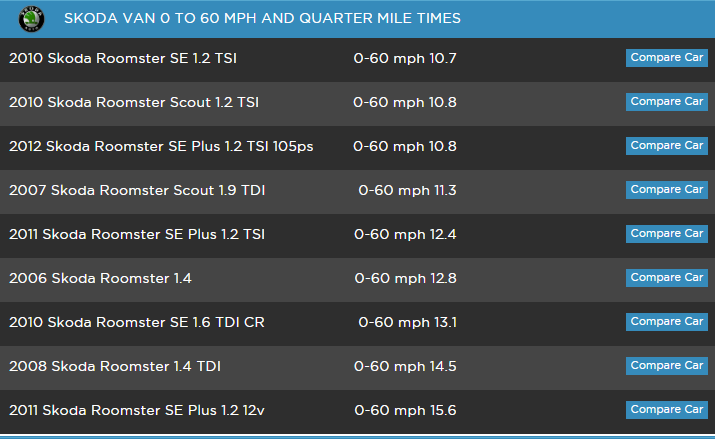 SKODA VAN 0 TO 60 MPH AND QUARTER MILE TIMES
2010 Skoda Roomster SE 1.2 TSI 0-60 mph 10.7 Compare Car
2010 Skoda Roomster Scout 1.2 TSI 0-60 mph 10.8 Compare Car
2012 Skoda Roomster SE Plus 1.2 TSI 105ps 0-60 mph 10.8 Compare Car
2007 Skoda Roomster Scout 1.9 TDI 0-60 mph 11.3 Compare Car
2011 Skoda Roomster SE Plus 1.2 TSI 0-60 mph 12.4 Compare Car
2006 Skoda Roomster 1.4 0-60 mph 12.8 Compare Car
2010 Skoda Roomster SE 1.6 TDI CR 0-60 mph 13.1 Compare Car
2008 Skoda Roomster 1.4 TDI 0-60 mph 14.5 Compare Car
2011 Skoda Roomster SE Plus 1.2 12v 0-60 mph 15.6 Compare Car